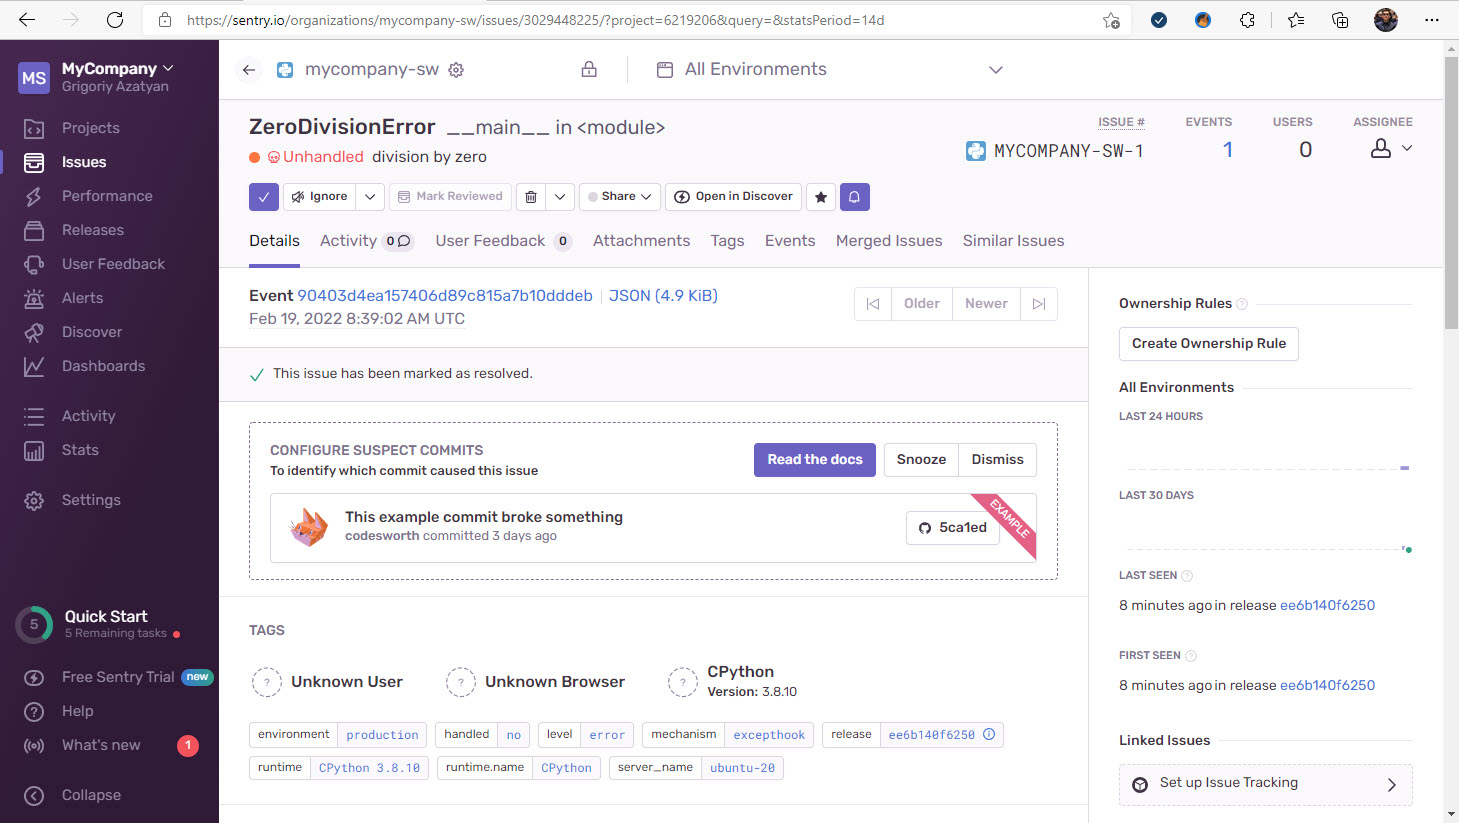 https://sentry.io/organizations/mycompany-sw/issues/3029448225/?project=6219206&query=&statsPeriod=14d
MS
MyCompany
Grigoriy Azatyan
Projects
Issues
Performance
Releases
User Feedback
Alerts
Discover
Dashboards
Activity
Stats
Settings
5
Quick Start
5 Remaining tasks
Free Sentry Trial new
Help
What's new 1
Collapse
mycompany-sw
All Environments
ZeroDivisionError __main__ in <module>
Unhandled division by zero
ISSUE # EVENTS USERS ASSIGNEE
MYCOMPANY-SW-1 1 0
Ignore Mark Reviewed Share Open in Discover
Details Activity 0 User Feedback 0 Attachments Tags Events Merged Issues Similar Issues
Event 90403d4ea157406d89c815a7b10dddeb JSON (4.9 KiB)
Feb 19, 2022 8:39:02 AM UTC
Older Newer
This issue has been marked as resolved.
CONFIGURE SUSPECT COMMITS
To identify which commit caused this issue
Read the docs Snooze Dismiss
This example commit broke something
codesworth committed 3 days ago
5ca1ed
EXAMPLE
TAGS
? Unknown User
? Unknown Browser
? CPython
Version: 3.8.10
environment production handled no level error mechanism excepthook release ee6b140f6250
runtime CPython 3.8.10 runtime.name CPython server_name ubuntu-20
Ownership Rules ?
Create Ownership Rule
All Environments
LAST 24 HOURS
LAST 30 DAYS
LAST SEEN ?
8 minutes ago in release ee6b140f6250
FIRST SEEN ?
8 minutes ago in release ee6b140f6250
Linked Issues
Set up Issue Tracking